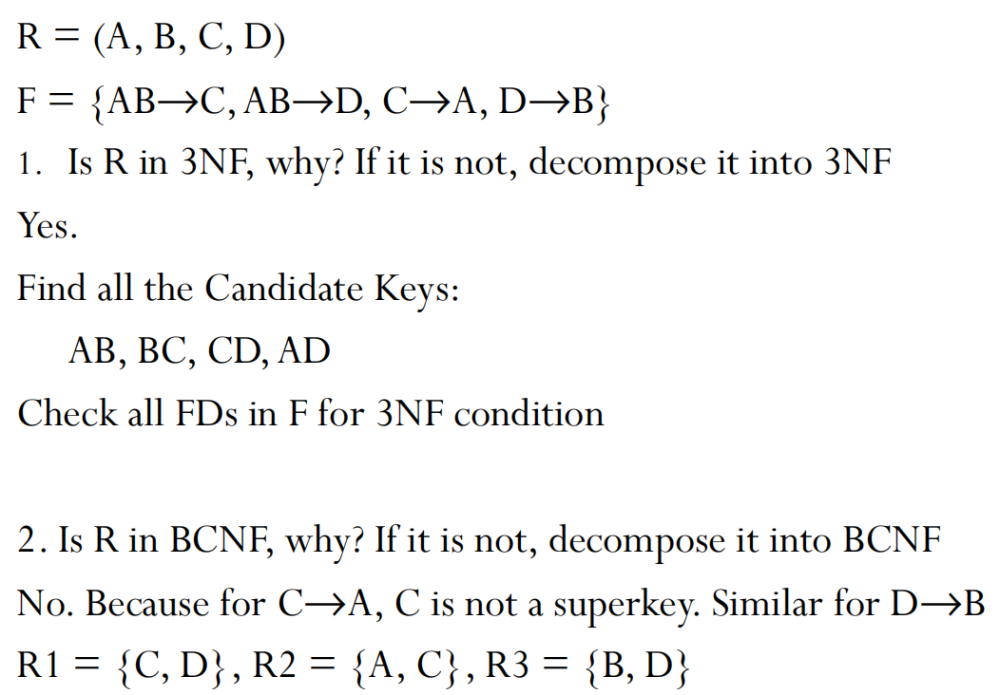 R = (A, B, C, D)
F = {AB→C, AB→D, C→A, D→B}
1. Is R in 3NF, why? If it is not, decompose it into 3NF
Yes.
Find all the Candidate Keys:
AB, BC, CD, AD
Check all FDs in F for 3NF condition
2. Is R in BCNF, why? If it is not, decompose it into BCNF
No. Because for C→A, C is not a superkey. Similar for D→B
R1 = {C, D}, R2 = {A, C}, R3 = {B, D}